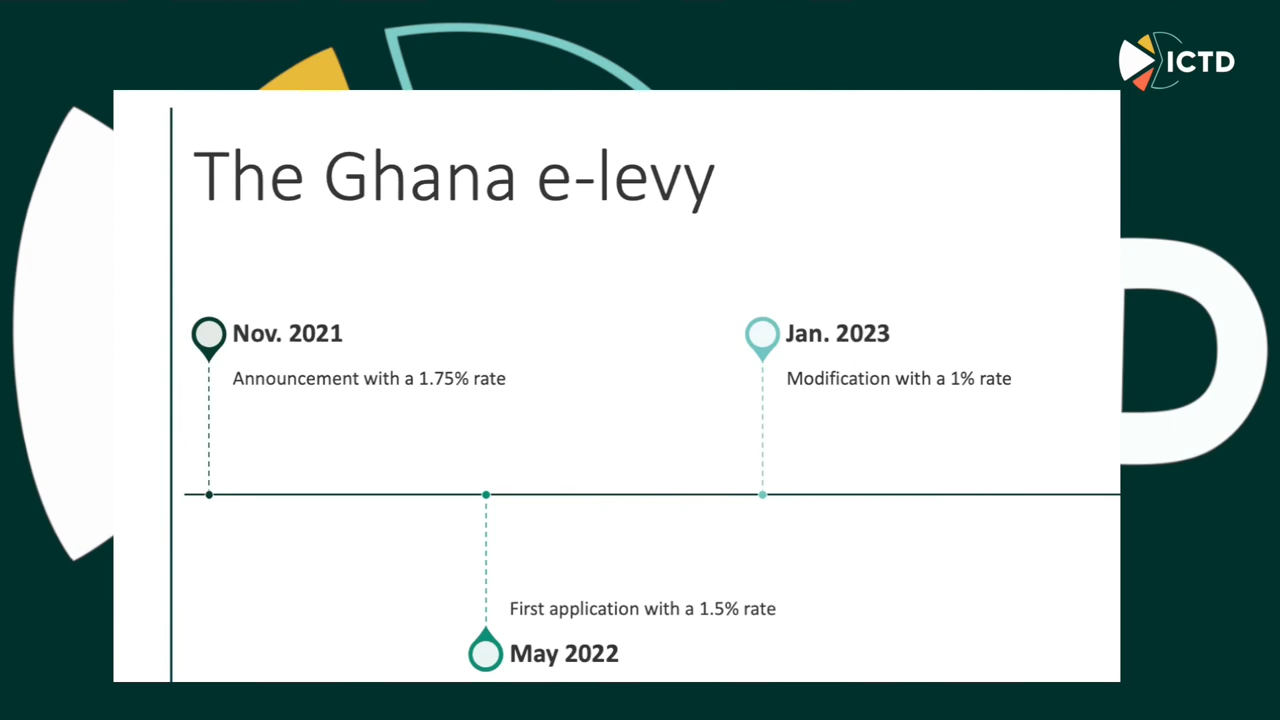 ICTD
The Ghana e-levy
Nov. 2021
Announcement with a 1.75% rate
Jan. 2023
Modification with a 1% rate
First application with a 1.5% rate
May 2022